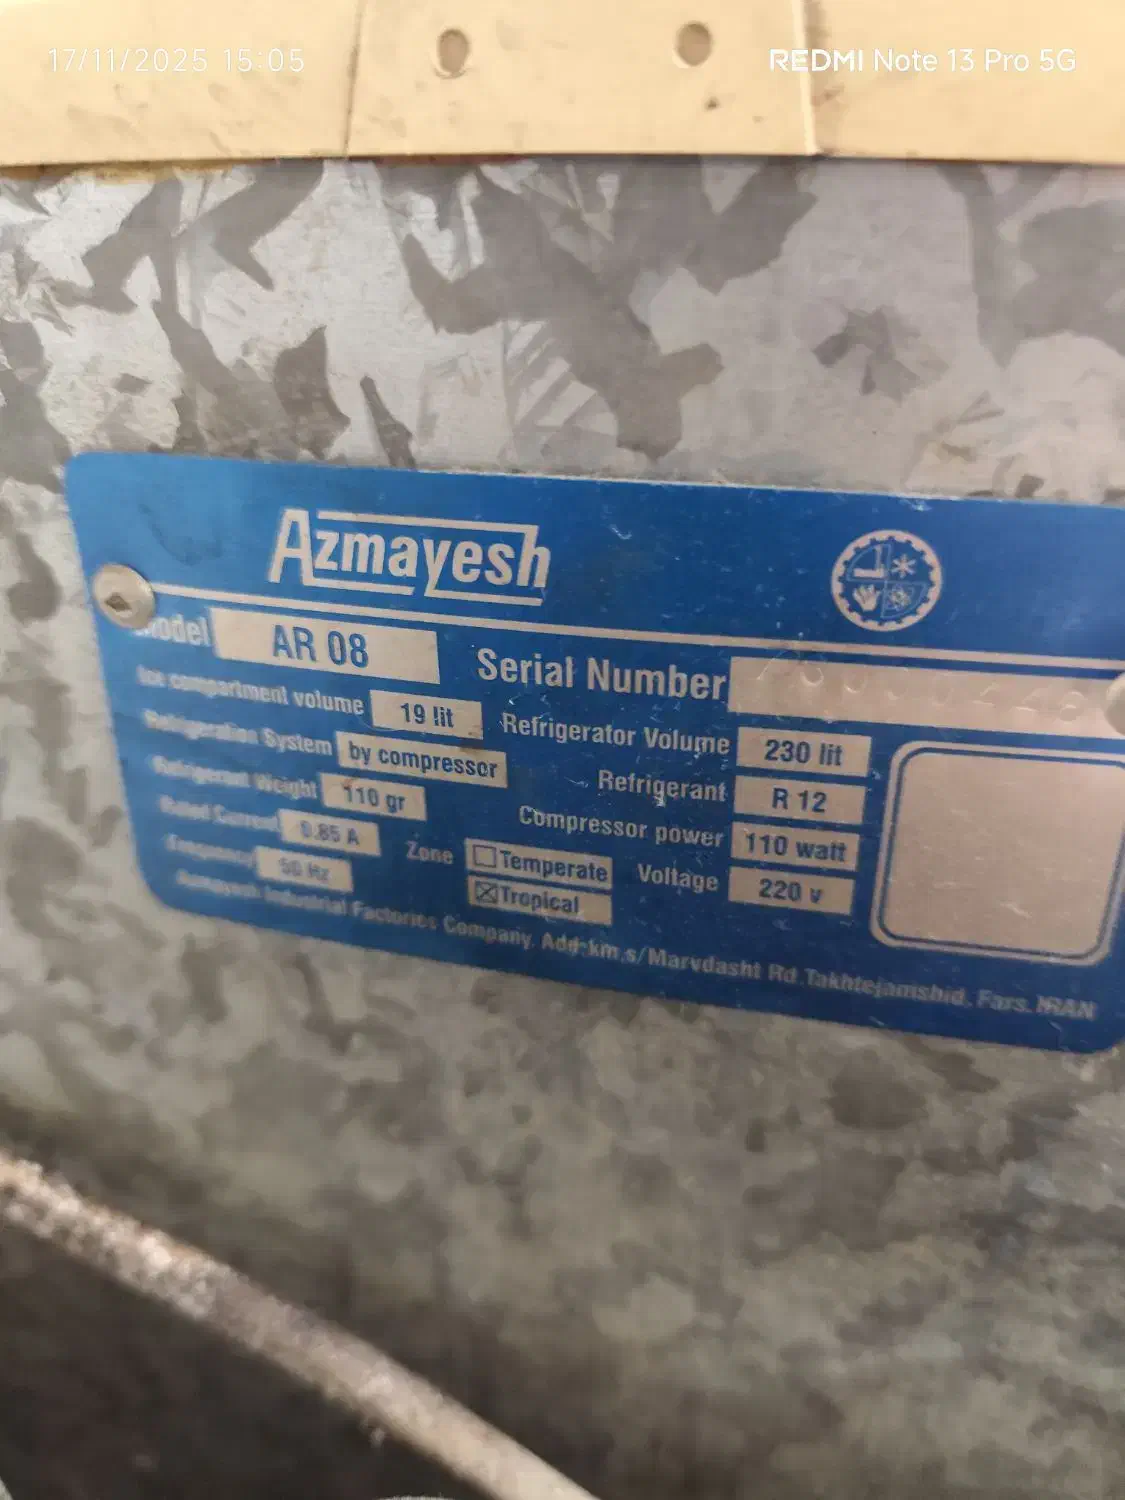 17/11/2025 15:05
REDMI Note 13 Pro 5G
Azmayesh
Model AR 08
Serial Number
Ice compartment volume 19 lit
Refrigerator Volume 230 lit
Refrigeration System by compressor
Refrigerant R 12
Refrigerant Weight 110 gr
Compressor power 110 watt
Rated Current 0.85 A
Zone Temperate
Tropical
Voltage 220 v
Frequency 50 Hz
Azmayesh Industrial Factories Company. Add: km.s/Marvdasht Rd. Takhtejamshid. Fars. IRAN